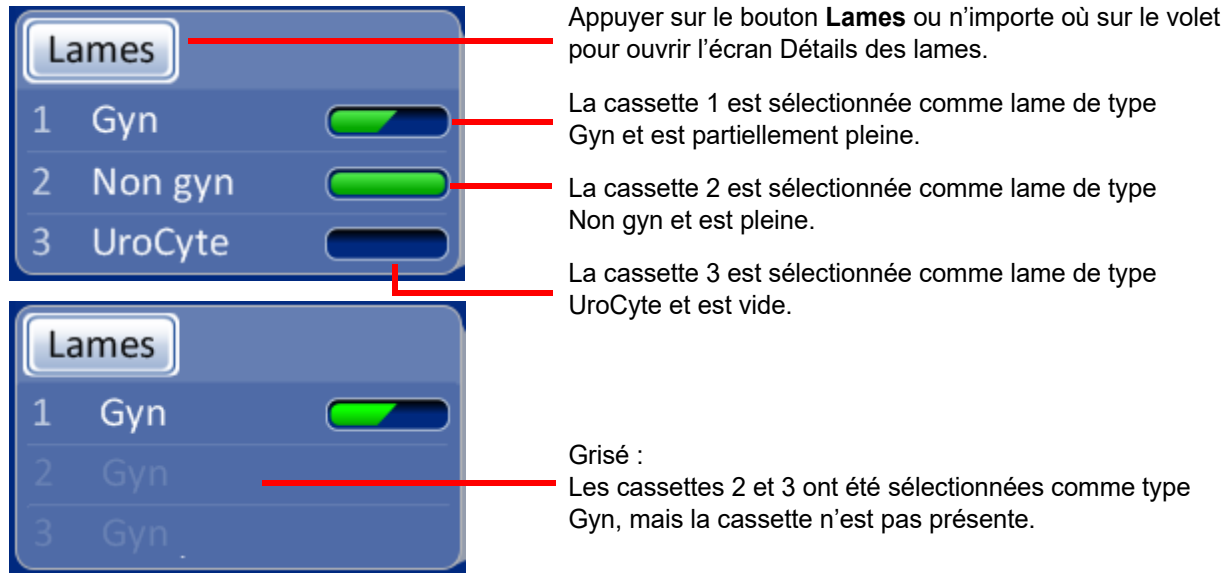 Lames
1 Gyn
2 Non gyn
3 UroCyte
Appuyer sur le bouton Lames ou n’importe où sur le volet
pour ouvrir l’écran Détails des lames.
La cassette 1 est sélectionnée comme lame de type
Gyn et est partiellement pleine.
La cassette 2 est sélectionnée comme lame de type
Non gyn et est pleine.
La cassette 3 est sélectionnée comme lame de type
UroCyte et est vide.
Lames
1 Gyn
2 Gyn
3 Gyn
Grisé :
Les cassettes 2 et 3 ont été sélectionnées comme type
Gyn, mais la cassette n’est pas présente.